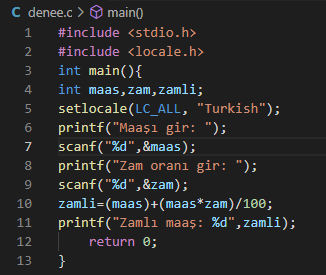 denee.c > main()
1 #include <stdio.h>
2 #include <locale.h>
3 int main(){
4 int maas,zam,zamli;
5 setlocale(LC_ALL, "Turkish");
6 printf("Maaşı gir: ");
7 scanf("%d",&maas);
8 printf("Zam oranı gir: ");
9 scanf("%d",&zam);
10 zamli=(maas)+(maas*zam)/100;
11 printf("Zamlı maaş: %d",zamli);
12     return 0;
13 }